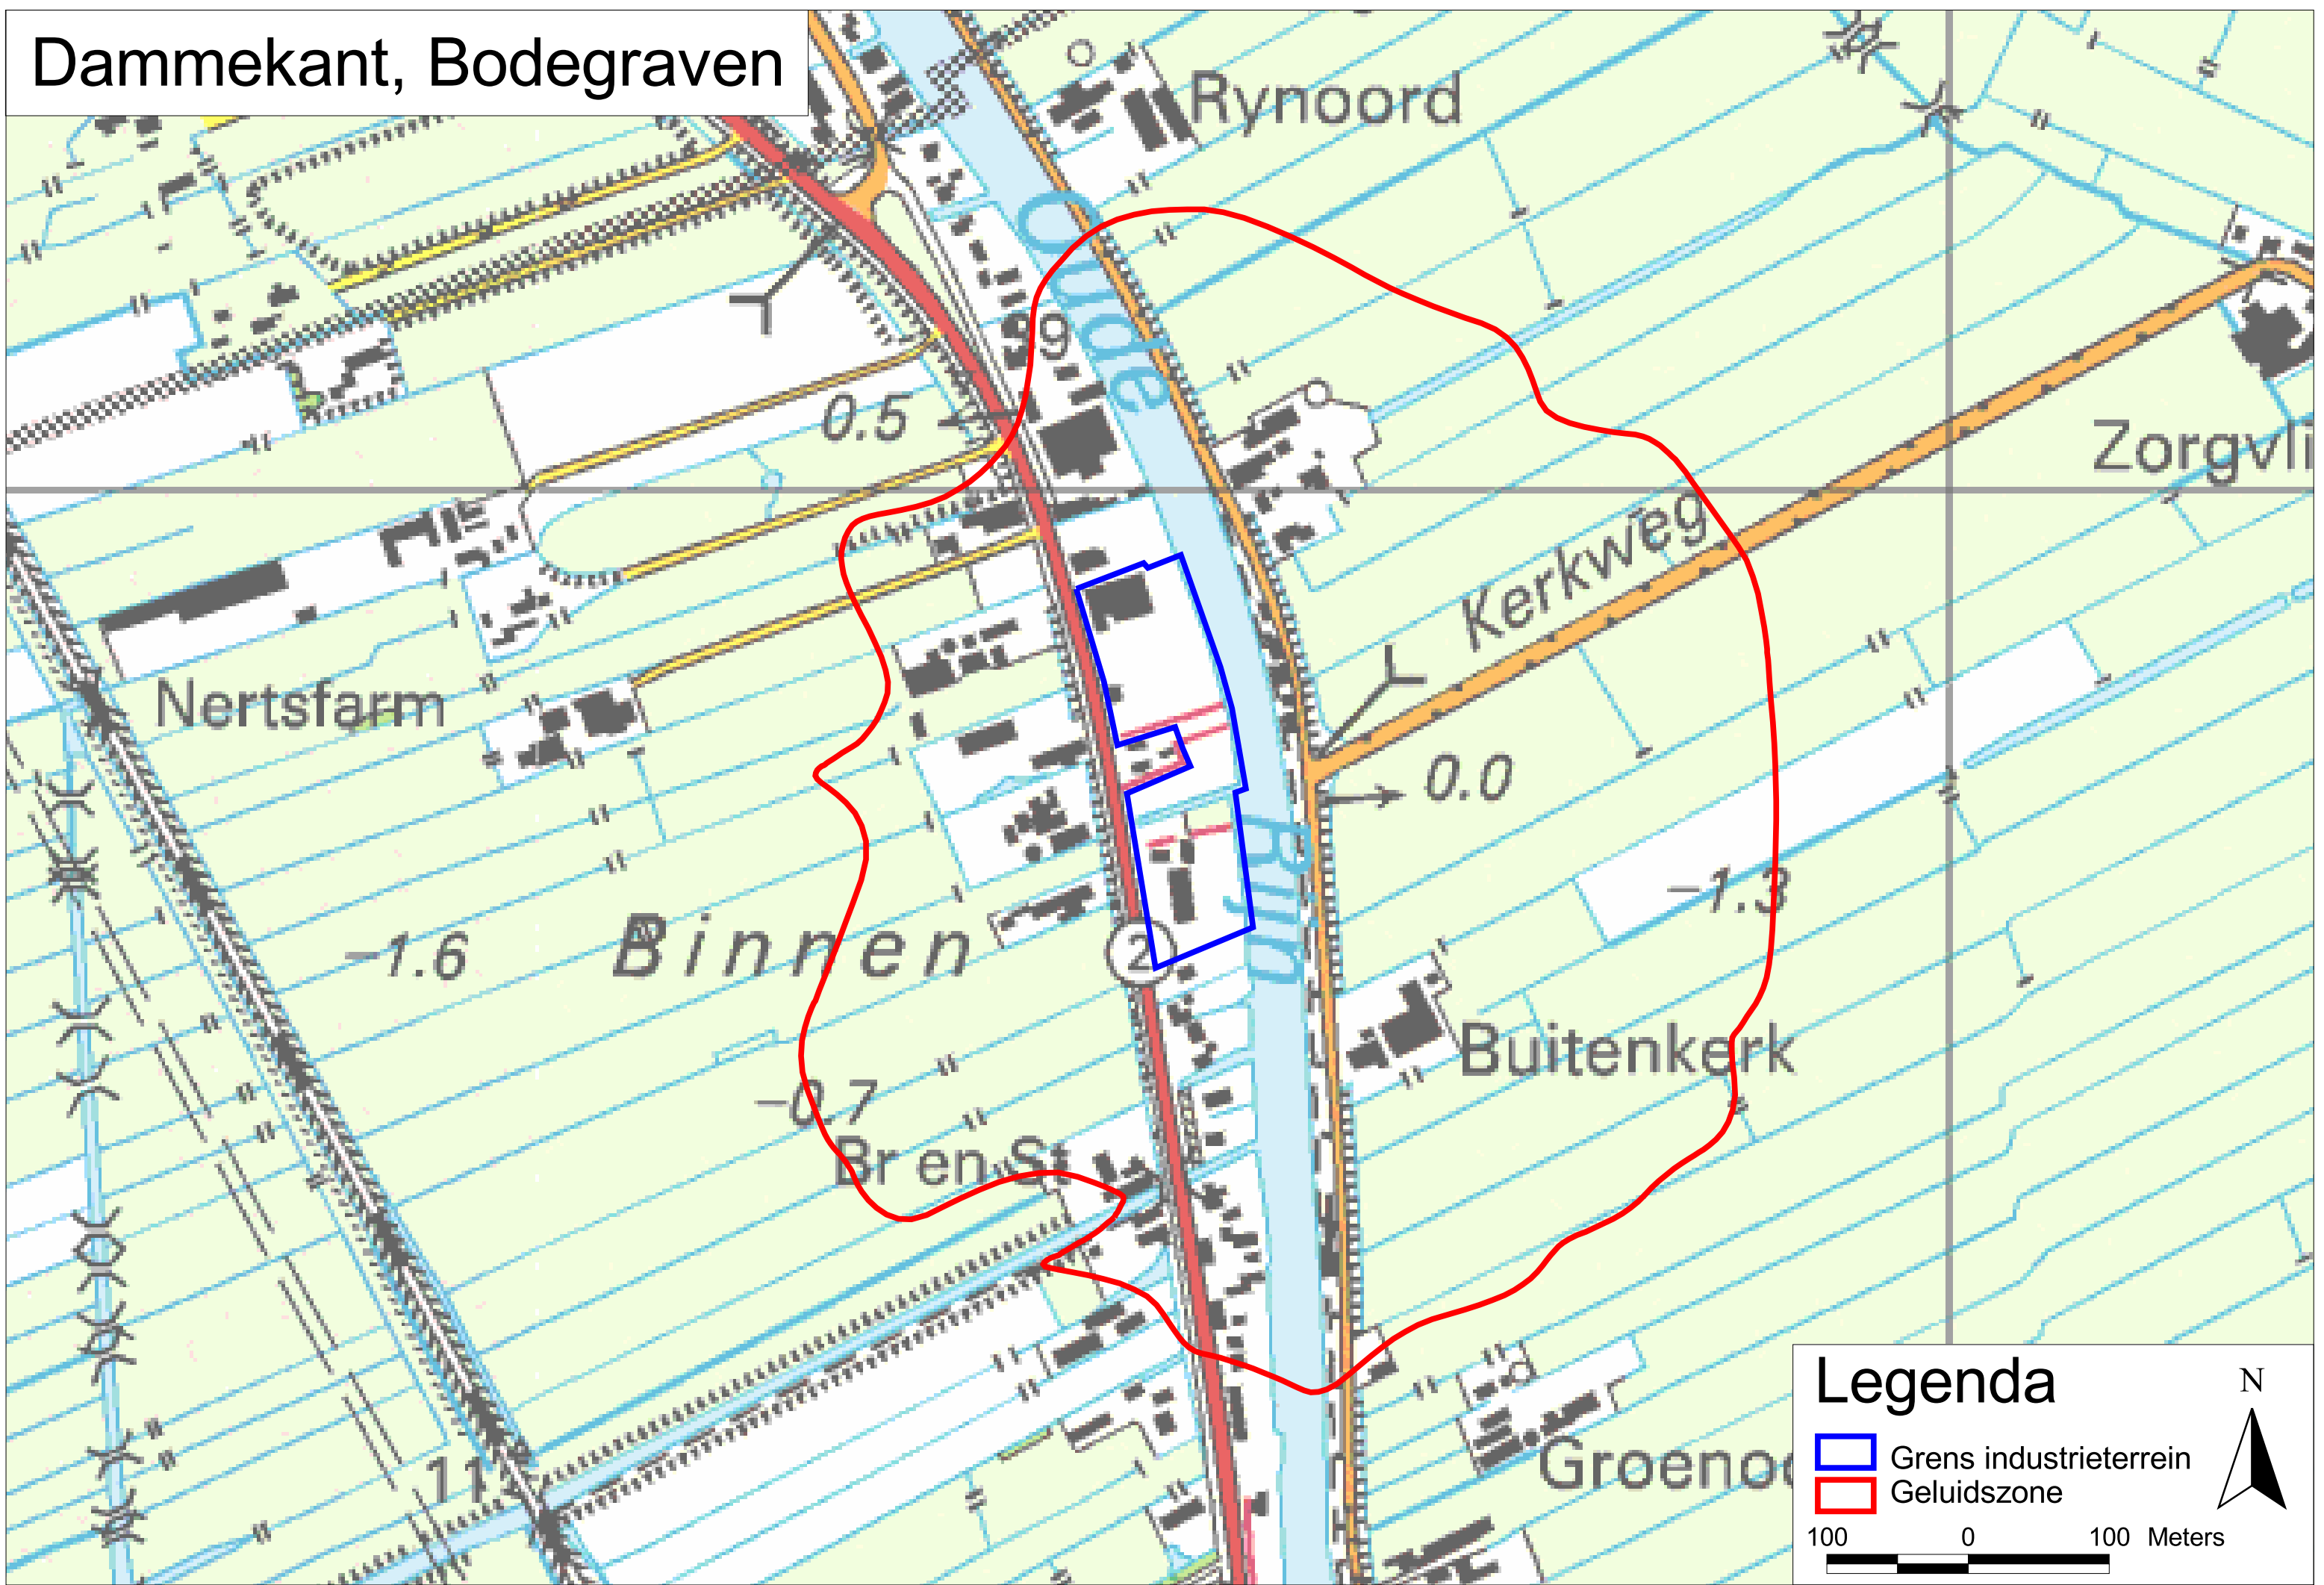 Dammekant, Bodegraven
Rynoord
Oude
9
0.5
Zorgvli
Kerkweg
Nertsfarm
0.0
Rijn
-1.3
-1.6
Binnen
2
Buitenkerk
-0.7
Br en St
11
Groenoo
Legenda
N
Grens industrieterrein
Geluidszone
100 0 100 Meters